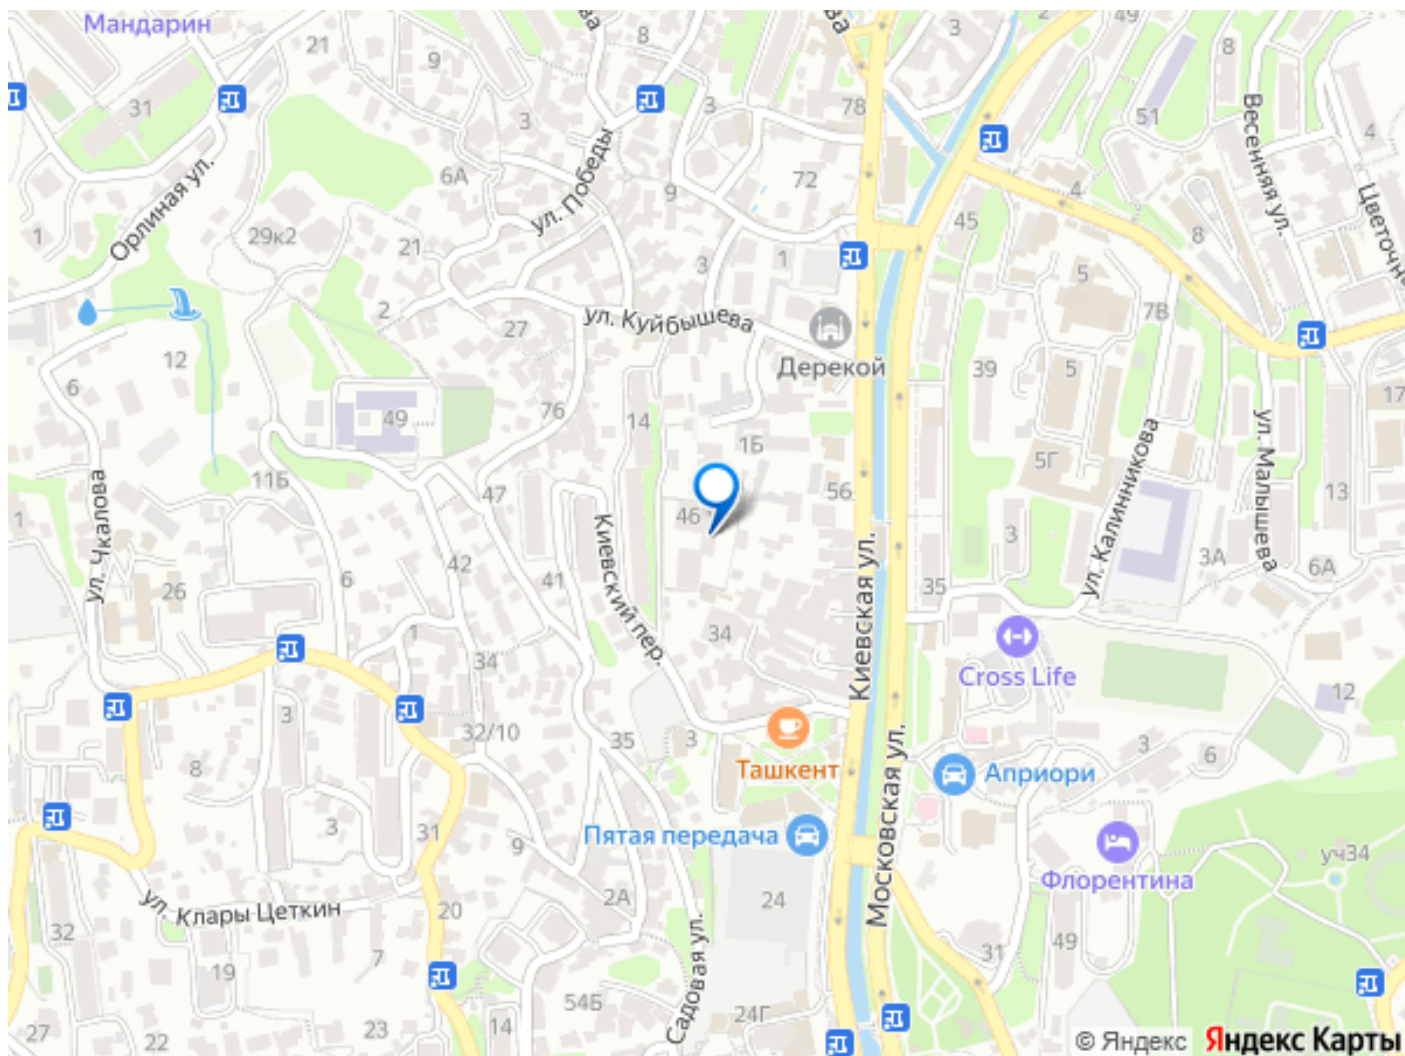 Мандарин
21
9
8
ва
ва
3
2
49
8
31
3
3
78
51
Весенняя ул.
4
6А
ул. Победы
9
72
4
Цветочна
Орлиная ул.
1
29к2
21
45
8
3
1
5
2
27
ул. Куйбышева
7В
12
Дерекой
39
5
6
76
49
14
17
1Б
ул. Калинникова
ул. Малышева
5Г
11Б
47
56
13
1
ул. Чкалова
46
Киевский пер.
Киевская ул.
3
3А
6А
42
41
26
6
35
1
34
34
Cross Life
12
3
32/10
35
3
Ташкент
Московская ул.
Априори
3
6
8
3
31
9
Пятая передача
Флорентина
уч34
ул. Клары Цеткин
20
2А
24
32
7
Садовая ул.
31
49
19
54Б
24Г
27
22
23
14
© Яндекс Яндекс Карты